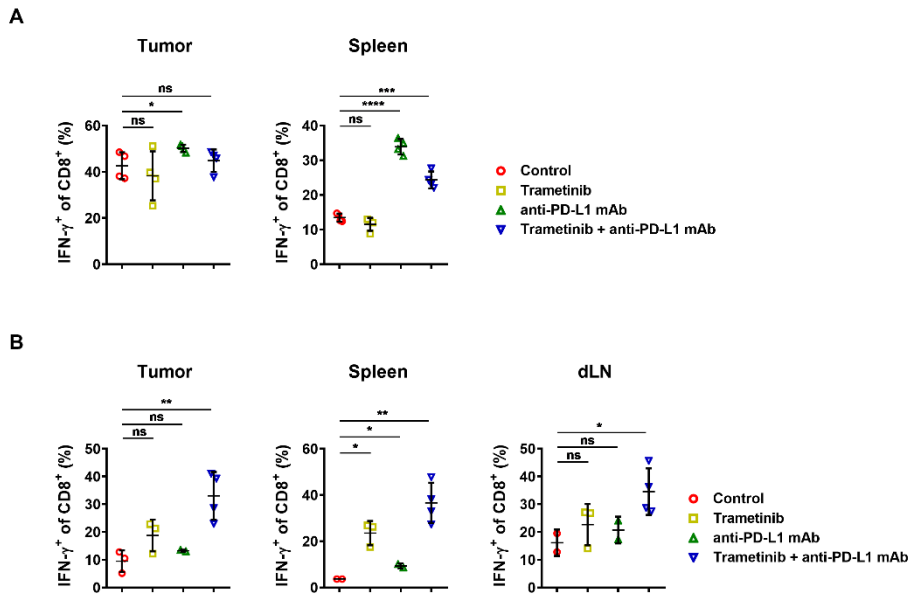 A
Tumor
ns
*
ns
IFN-γ⁺ of CD8⁺ (%)
60
40
20
0
Spleen
***
****
ns
IFN-γ⁺ of CD8⁺ (%)
40
30
20
10
0
Control
Trametinib
anti-PD-L1 mAb
Trametinib + anti-PD-L1 mAb
B
Tumor
**
ns
ns
IFN-γ⁺ of CD8⁺ (%)
50
40
30
20
10
0
Spleen
**
*
*
IFN-γ⁺ of CD8⁺ (%)
60
40
20
0
dLN
*
ns
ns
IFN-γ⁺ of CD8⁺ (%)
50
40
30
20
10
0
Control
Trametinib
anti-PD-L1 mAb
Trametinib + anti-PD-L1 mAb